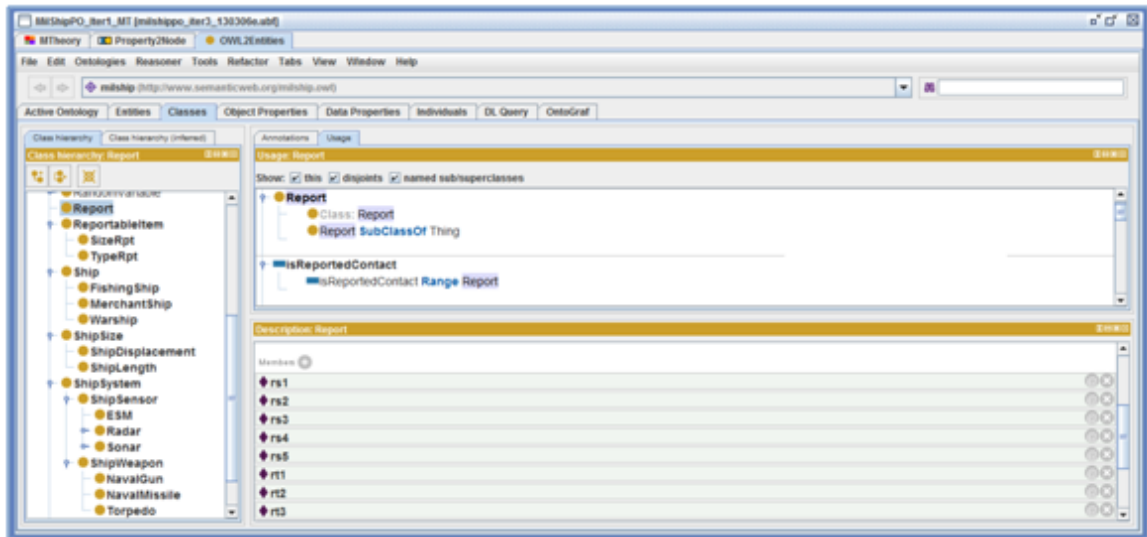 MilShipPO_Iter1_MT [milshippo_iter3_130306e.ubf]
MTheory Property2Node OWL2Entities
File Edit Ontologies Reasoner Tools Refactor Tabs View Window Help
milship (http://www.semanticweb.org/milship.owl)
Active Ontology Entities Classes Object Properties Data Properties Individuals DL Query OntoGraf
Class hierarchy Class hierarchy (inferred)
Class hierarchy: Report
RandomVariable
Report
ReportableItem
SizeRpt
TypeRpt
Ship
FishingShip
MerchantShip
Warship
ShipSize
ShipDisplacement
ShipLength
ShipSystem
ShipSensor
ESM
Radar
Sonar
ShipWeapon
NavalGun
NavalMissile
Torpedo
Annotations Usage
Usage: Report
Show: this disjoints named sub/superclasses
Report
Class: Report
Report SubClassOf Thing
isReportedContact
isReportedContact Range Report
Description: Report
Members
rs1
rs2
rs3
rs4
rs5
rt1
rt2
rt3